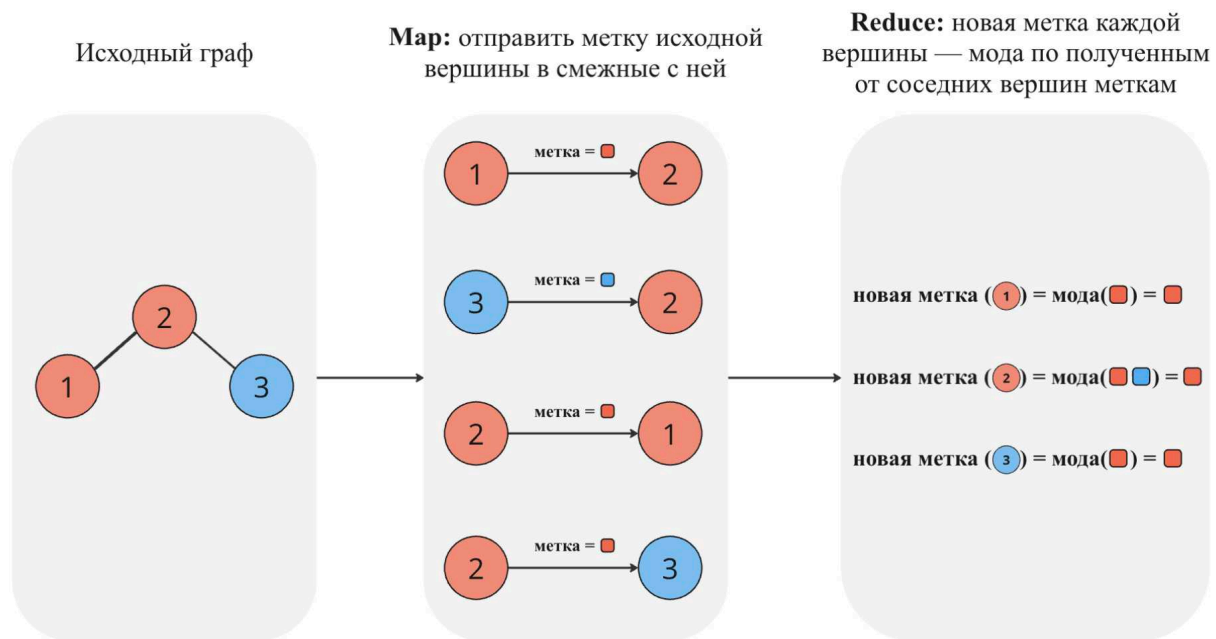 Исходный граф
Map: отправить метку исходной
вершины в смежные с ней
Reduce: новая метка каждой
вершины — мода по полученным
от соседних вершин меткам
1
2
3
метка =
1
2
метка =
3
2
метка =
2
1
метка =
2
3
новая метка (1) = мода( ) =
новая метка (2) = мода( ) =
новая метка (3) = мода( ) =